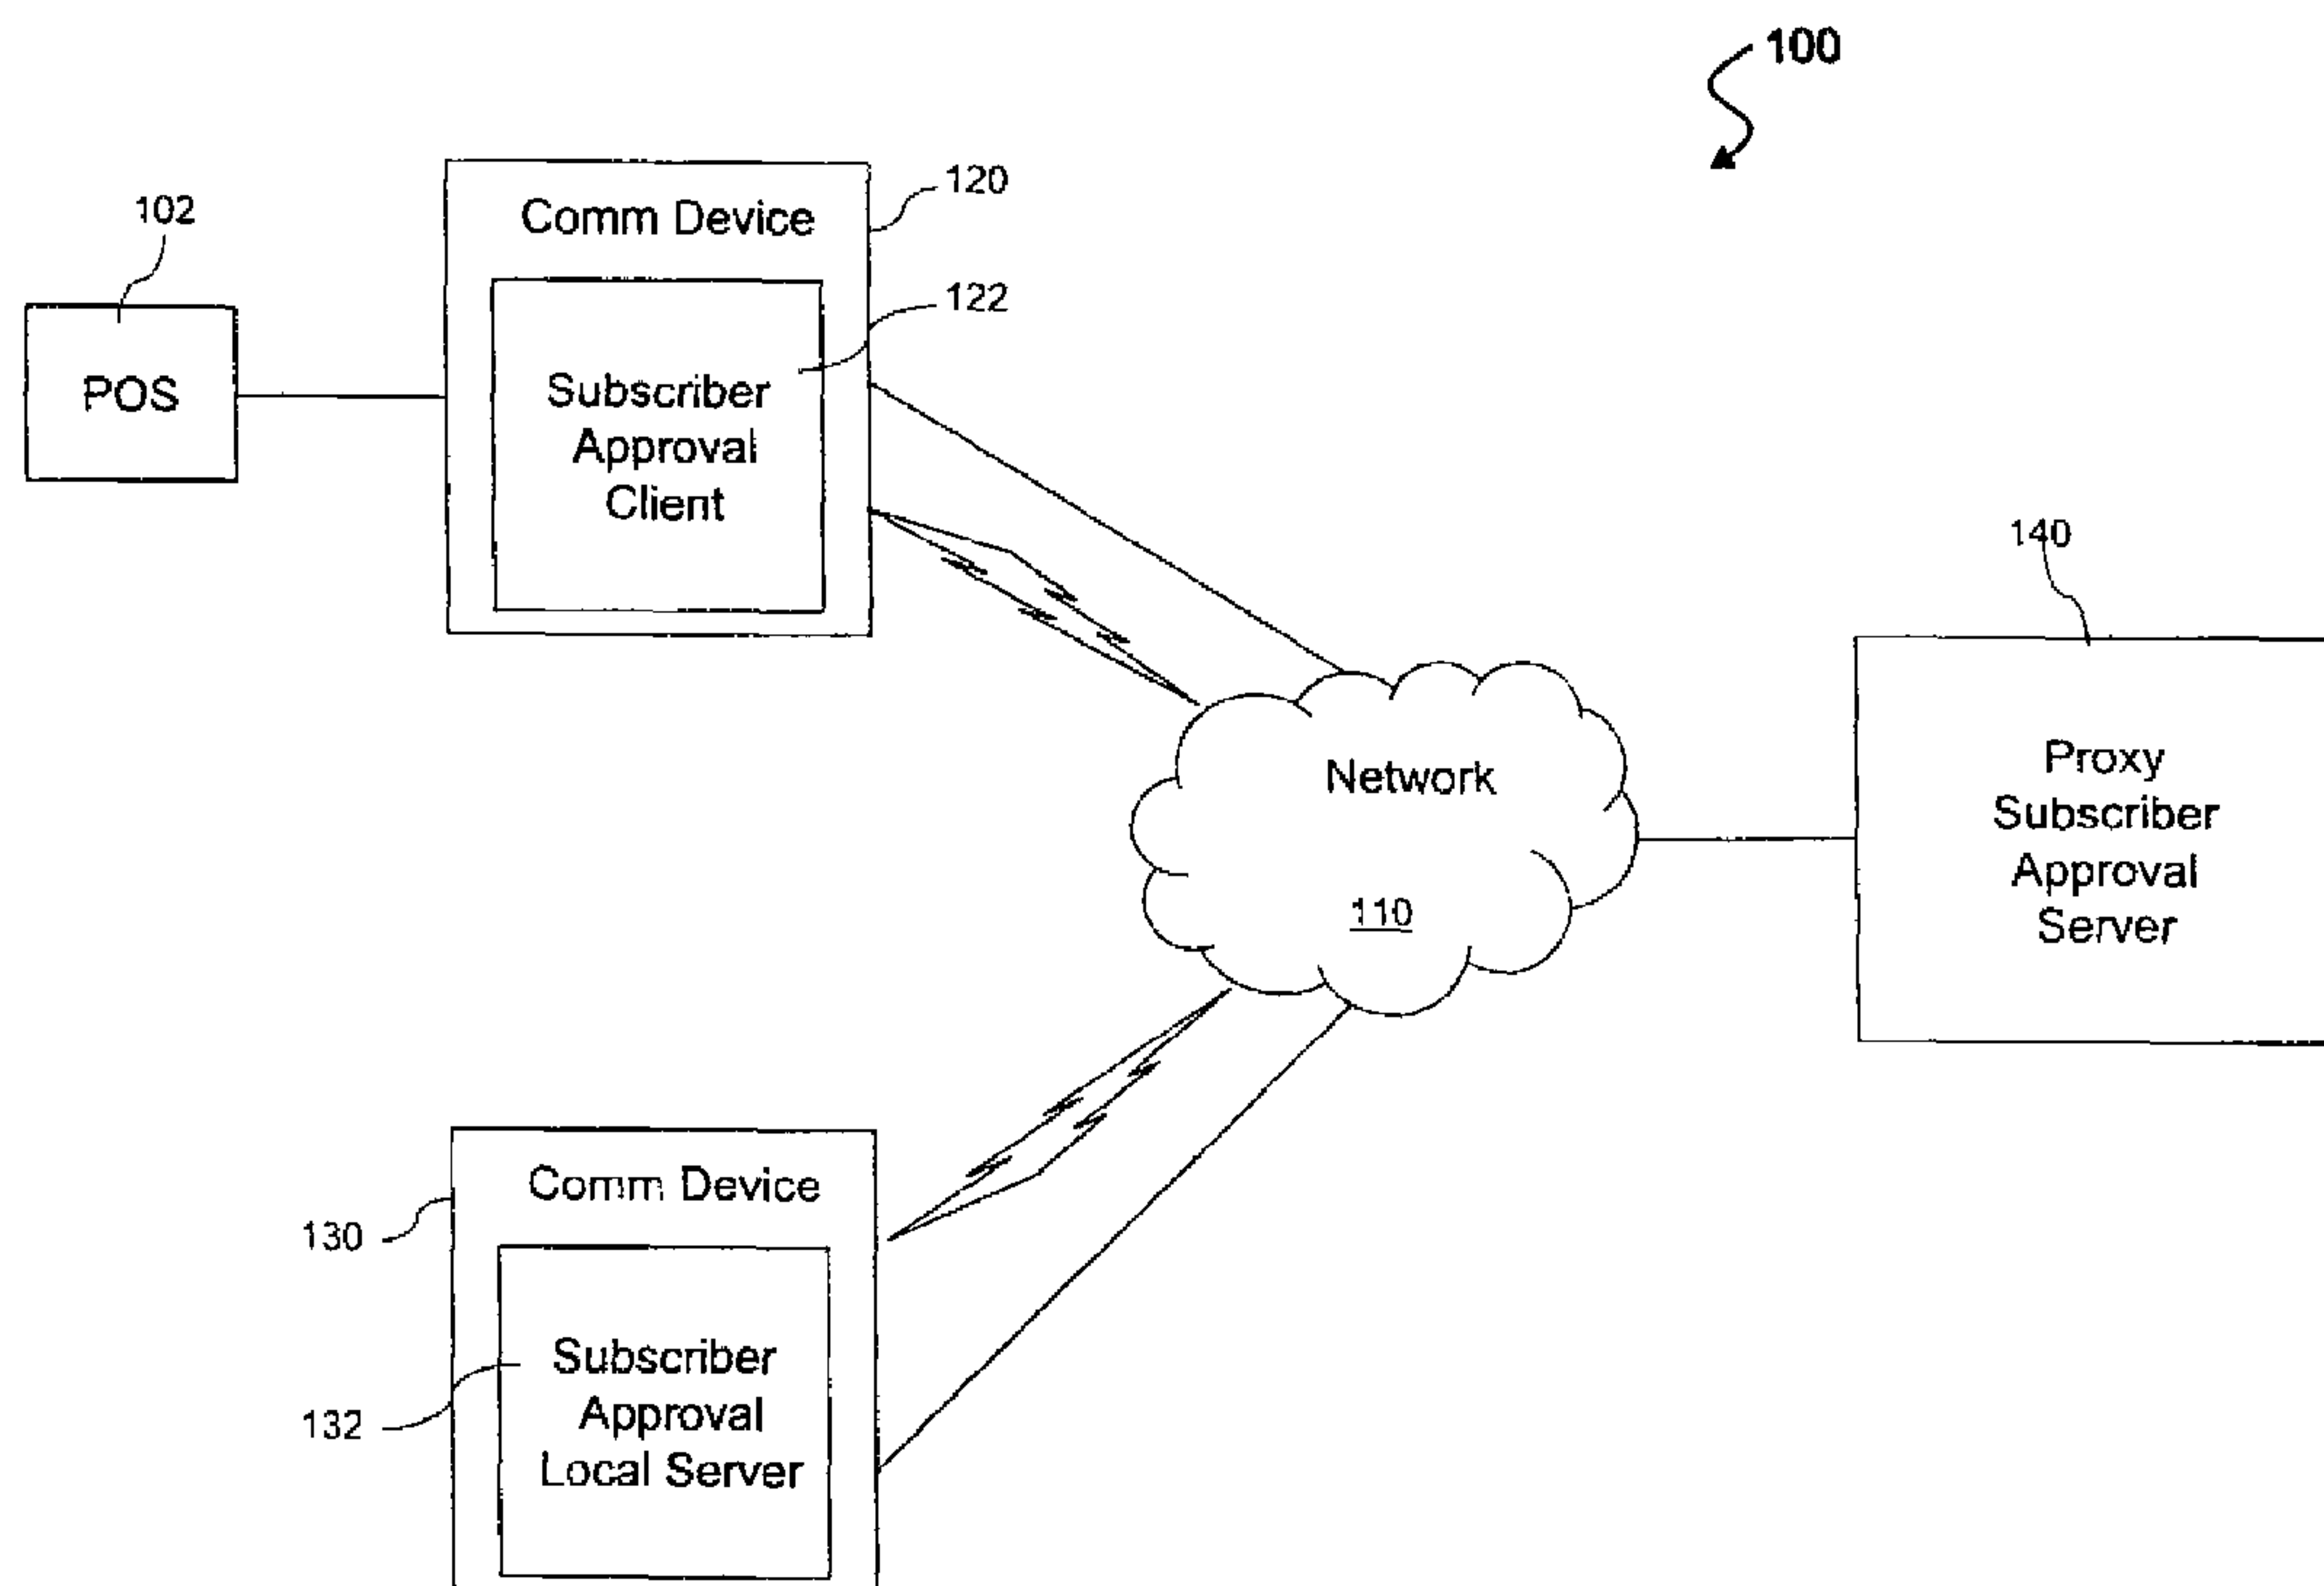 100
120
Comm Device
102
122
POS
Subscriber
Approval
Client
140
Network
Proxy
Subscriber
Approval
Server
110
Comm Device
130
Subscriber
Approval
Local Server
132